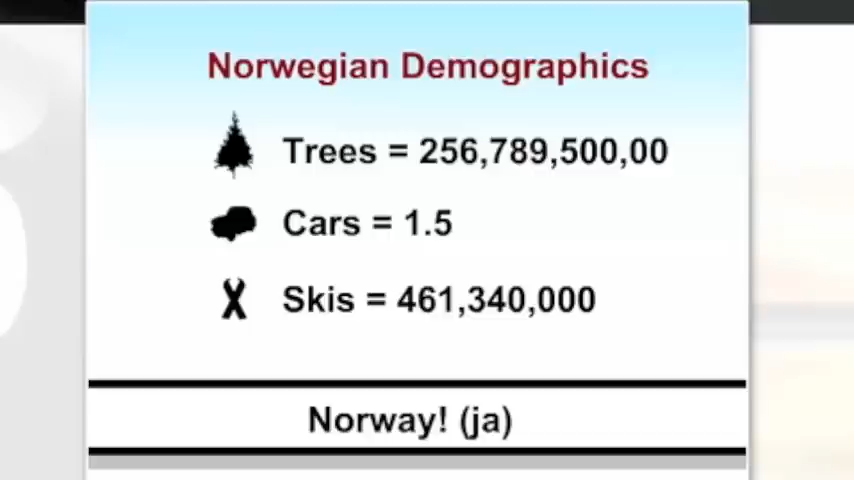 Norwegian Demographics
Trees = 256,789,500,00
Cars = 1.5
Skis = 461,340,000
Norway! (ja)